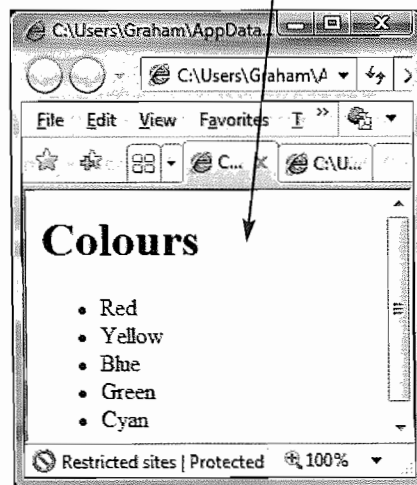 C:\Users\Graham\AppData...
C:\Users\Graham\A
File Edit View Favorites T »
C... × C:\U...
Colours
• Red
• Yellow
• Blue
• Green
• Cyan
Restricted sites | Protected 100%